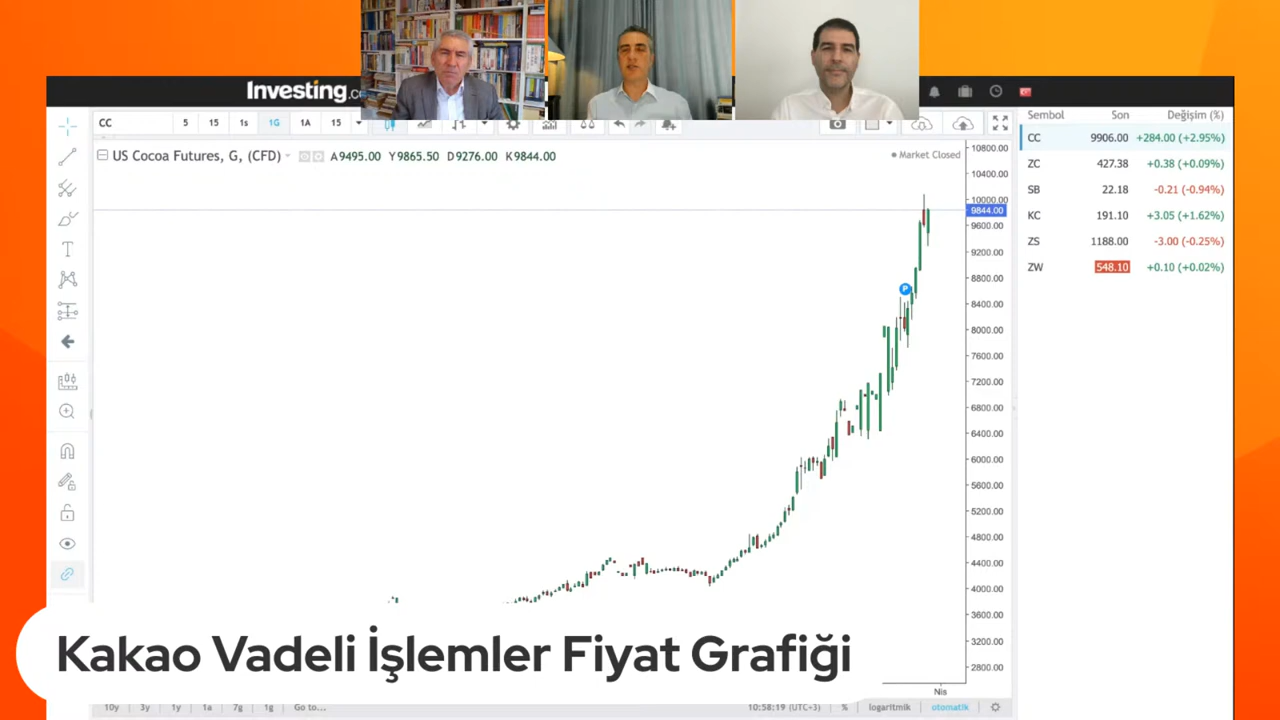 Investing.c
CC 5 15 1s 1G 1A 15
US Cocoa Futures, G, (CFD) A9495.00 Y9865.50 D9276.00 K9844.00
Market Closed
P
10800.00
10400.00
10000.00
9844.00
9600.00
9200.00
8800.00
8400.00
8000.00
7600.00
7200.00
6800.00
6400.00
6000.00
5600.00
5200.00
4800.00
4400.00
4000.00
3600.00
3200.00
2800.00
Nis
Sembol Son Değişim (%)
CC 9906.00 +284.00 (+2.95%)
ZC 427.38 +0.38 (+0.09%)
SB 22.18 -0.21 (-0.94%)
KC 191.10 +3.05 (+1.62%)
ZS 1188.00 -3.00 (-0.25%)
ZW 548.10 +0.10 (+0.02%)
Kakao Vadeli İşlemler Fiyat Grafiği
10y 3y 1y 1a 7g 1g Go to... 10:58:19 (UTC+3) % logaritmik otomatik